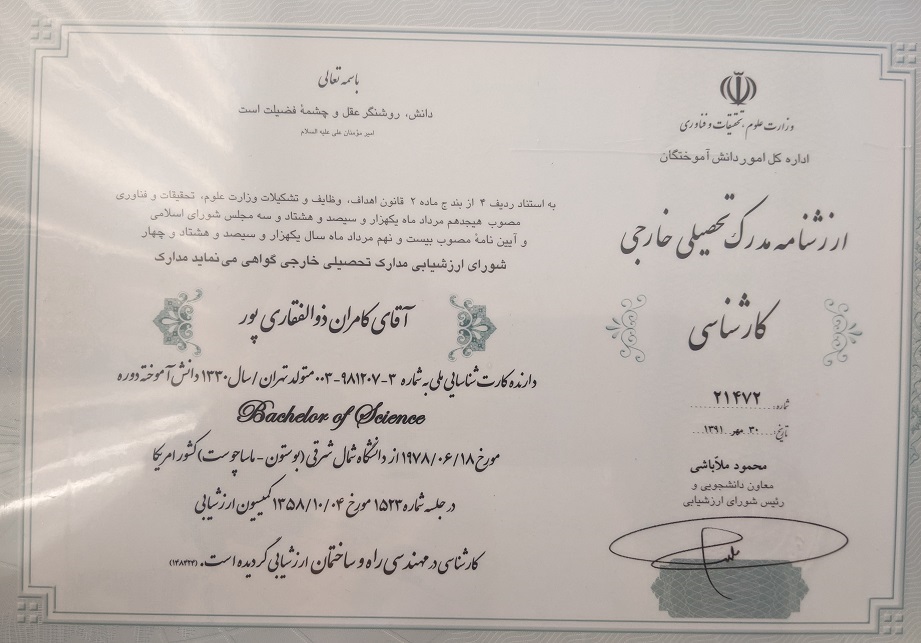 باسمه تعالی
دانش، روشنگر عقل و چشمهٔ فضیلت است
امیر مؤمنان علی علیه السلام
وزارت علوم، تحقیقات و فناوری
اداره کل امور دانش آموختگان
ارزشنامه مدرک تحصیلی خارجی
کارشناسی
شماره: ۲۱۴۷۲
تاریخ: ۳۰ مهر ۱۳۹۱
محمود ملاّباشی
معاون دانشجویی و
رئیس شورای ارزشیابی
به استناد ردیف ۴ از بند ج ماده ۲ قانون اهداف، وظایف و تشکیلات وزارت علوم، تحقیقات و فناوری
مصوب هیجدهم مرداد ماه یکهزار و سیصد و هشتاد و سه مجلس شورای اسلامی
و آیین نامهٔ مصوب بیست و نهم مرداد ماه سال یکهزار و سیصد و هشتاد و چهار
شورای ارزشیابی مدارک تحصیلی خارجی گواهی می نماید مدارک
آقای کامران ذوالفقاری پور
دارنده کارت شناسایی ملی به شماره ۳-۹۸۱۲۰۷-۰۰۳ متولد تهران / سال ۱۳۳۰ دانش آموخته دوره
Bachelor of Science
مورخ ۱۹۷۸/۰۶/۱۸ از دانشگاه شمال شرقی (بوستون - ماساچوست) کشور امریکا
در جلسه شماره ۱۵۲۳ مورخ ۱۳۵۸/۱۰/۰۴ کمیسیون ارزشیابی
کارشناسی در مهندسی راه و ساختمان ارزشیابی گردیده است.